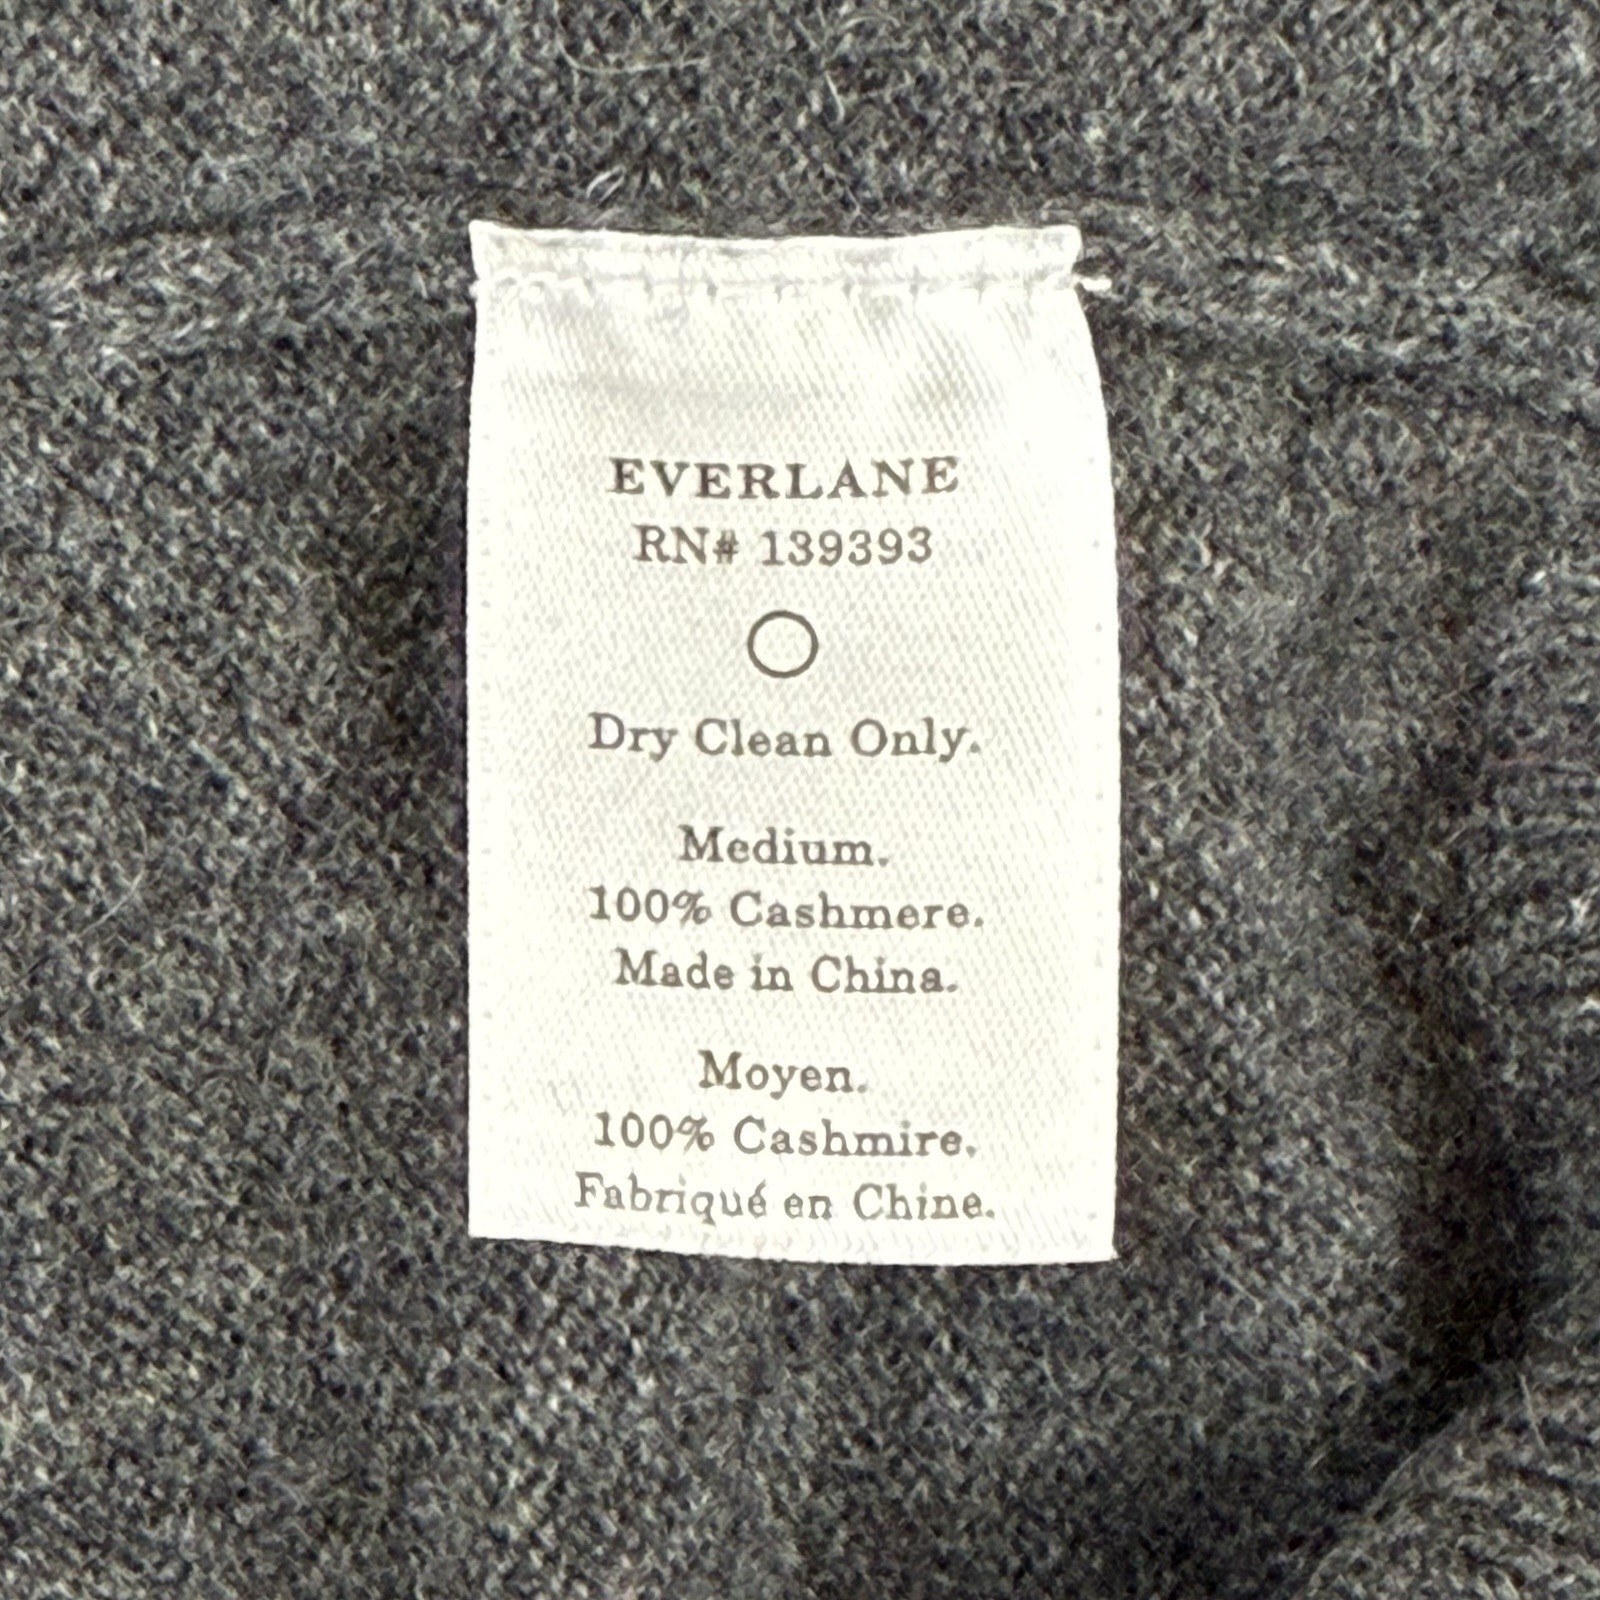 EVERLANE
RN# 139393
Dry Clean Only.
Medium.
100% Cashmere.
Made in China.
Moyen.
100% Cashmire.
Fabriqué en Chine.